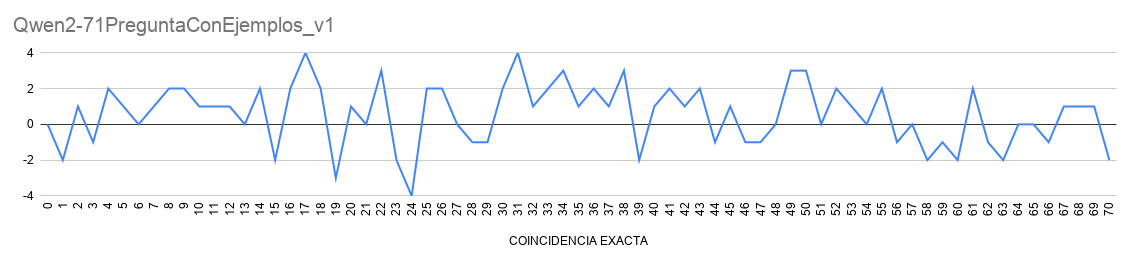 Qwen2-71PreguntaConEjemplos_v1
4
2
0
-2
-4
0 1 2 3 4 5 6 7 8 9 10 11 12 13 14 15 16 17 18 19 20 21 22 23 24 25 26 27 28 29 30 31 32 33 34 35 36 37 38 39 40 41 42 43 44 45 46 47 48 49 50 51 52 53 54 55 56 57 58 59 60 61 62 63 64 65 66 67 68 69 70
COINCIDENCIA EXACTA